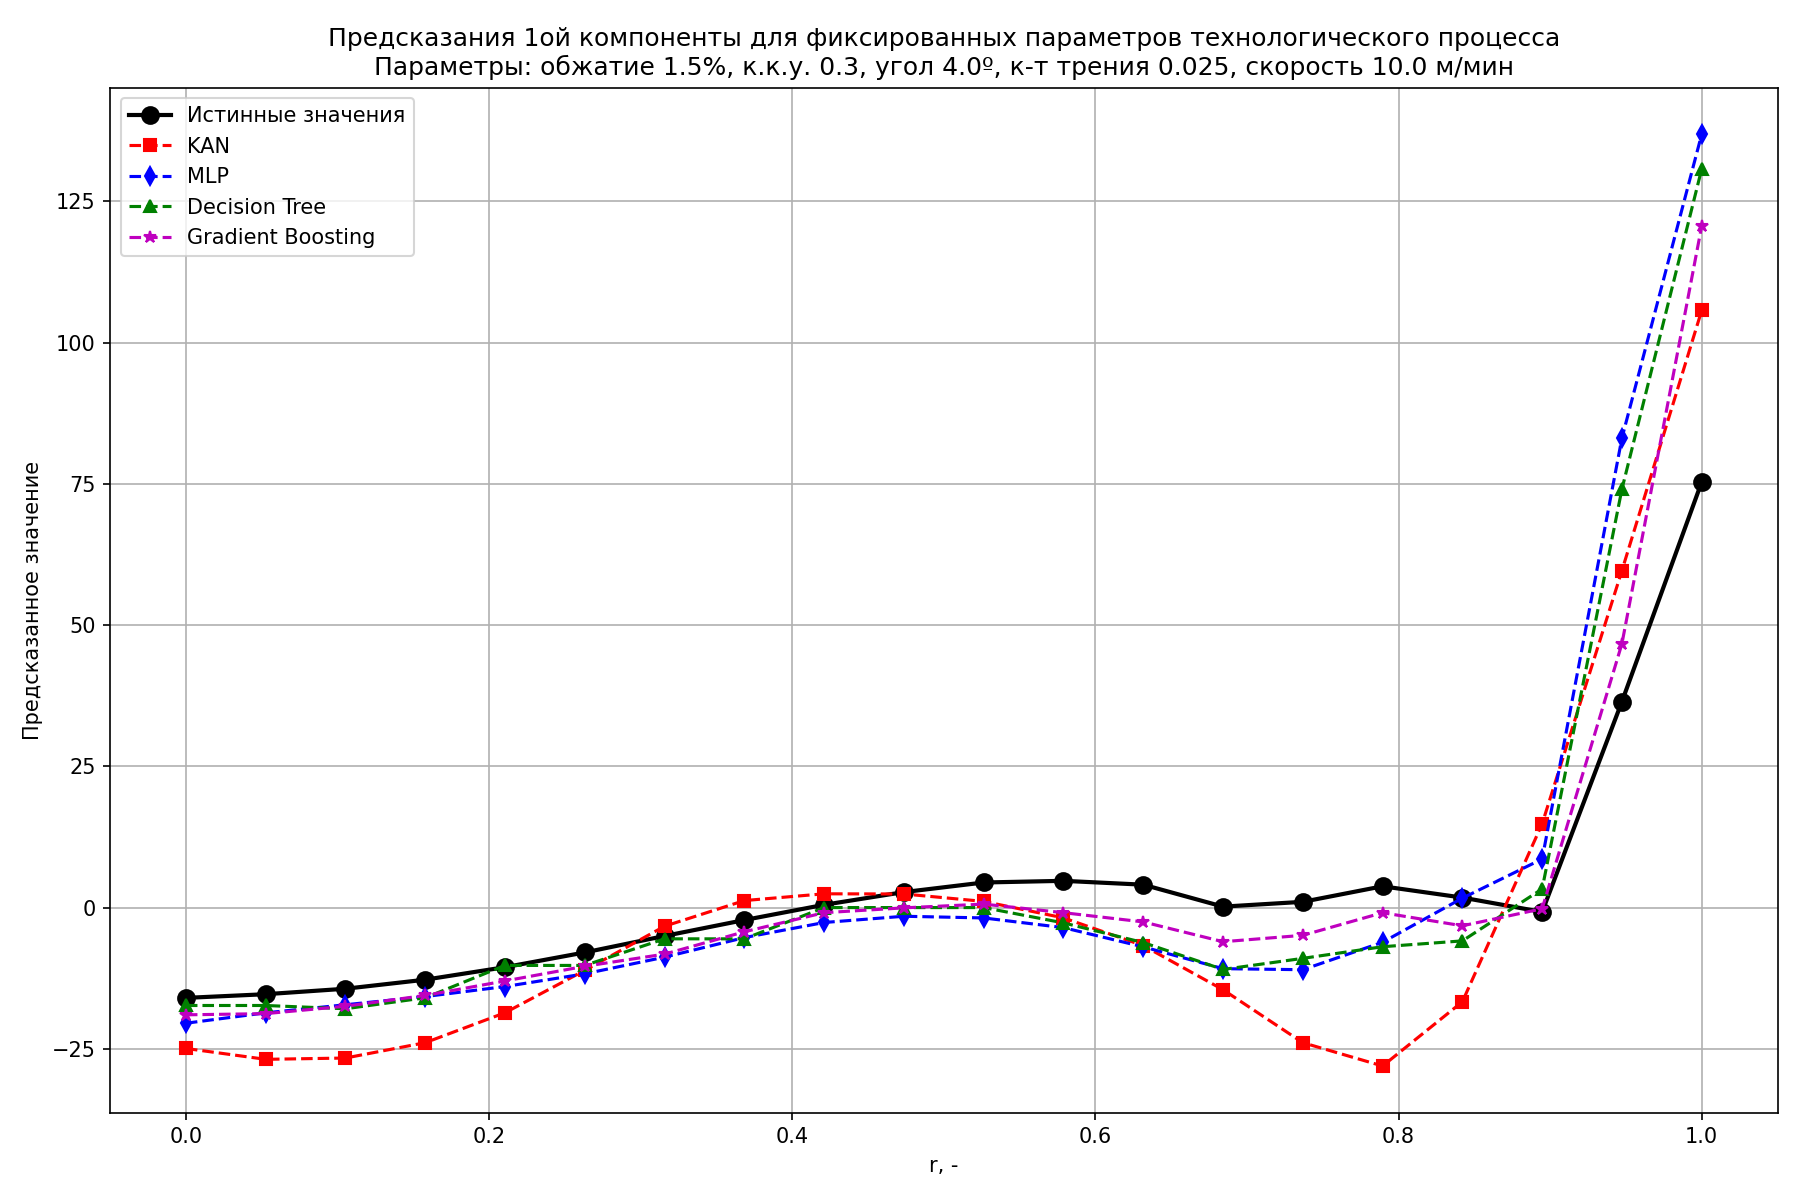 Предсказания 1ой компоненты для фиксированных параметров технологического процесса
Параметры: обжатие 1.5%, к.к.у. 0.3, угол 4.0º, к-т трения 0.025, скорость 10.0 м/мин
Истинные значения
KAN
MLP
Decision Tree
Gradient Boosting
Предсказанное значение
125
100
75
50
25
0
−25
0.0
0.2
0.4
0.6
0.8
1.0
r, -